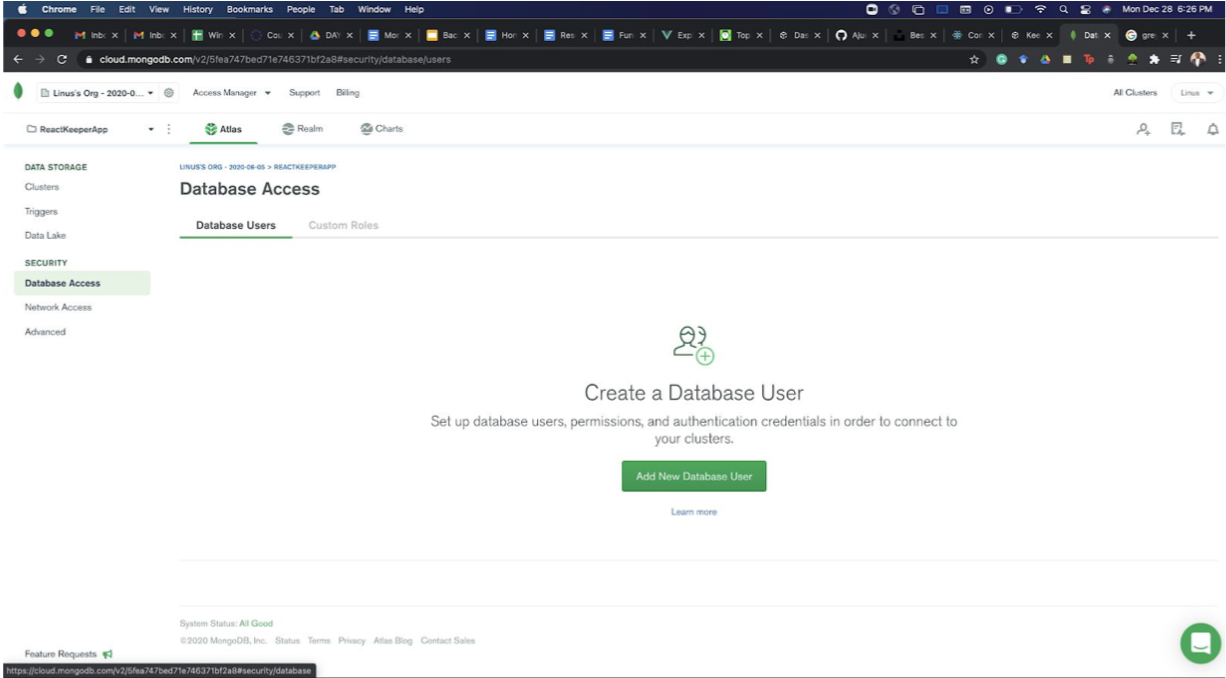 Chrome File Edit View History Bookmarks People Tab Window Help Mon Dec 28 6:26 PM
Inbc Inbc Win Cou DAY Mor Bac Hon Res Fun Exp Top Das Ajui Bes Cor Kee Dat gre
cloud.mongodb.com/v2/5fea747bed71e746371bf2a8#security/database/users
Linus's Org - 2020-0... Access Manager Support Billing All Clusters Linus
ReactKeeperApp Atlas Realm Charts
DATA STORAGE
Clusters
Triggers
Data Lake
SECURITY
Database Access
Network Access
Advanced
LINUS'S ORG - 2020-06-05 > REACTKEEPERAPP
Database Access
Database Users Custom Roles
Create a Database User
Set up database users, permissions, and authentication credentials in order to connect to
your clusters.
Add New Database User
Learn more
System Status: All Good
©2020 MongoDB, Inc. Status Terms Privacy Atlas Blog Contact Sales
Feature Requests
https://cloud.mongodb.com/v2/5fea747bed71e746371bf2a8#security/database